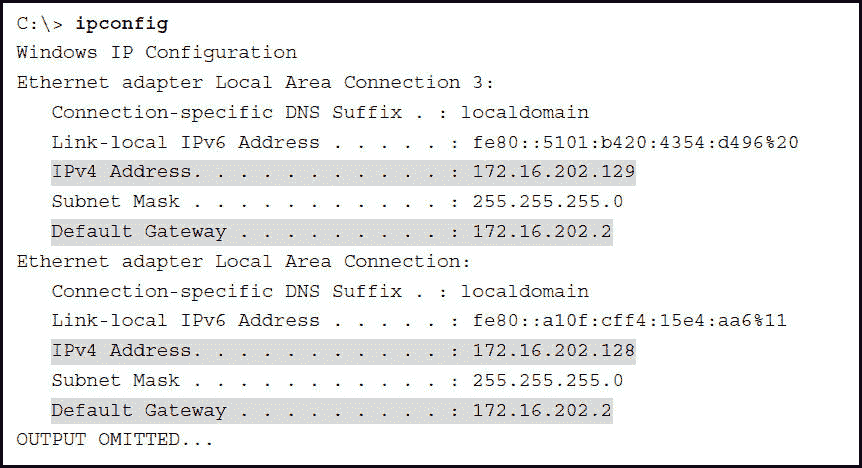 C:\> ipconfig
Windows IP Configuration
Ethernet adapter Local Area Connection 3:
Connection-specific DNS Suffix . : localdomain
Link-local IPv6 Address . . . . . : fe80::5101:b420:4354:d496%20
IPv4 Address. . . . . . . . . . . : 172.16.202.129
Subnet Mask . . . . . . . . . . . : 255.255.255.0
Default Gateway . . . . . . . . . : 172.16.202.2
Ethernet adapter Local Area Connection:
Connection-specific DNS Suffix . : localdomain
Link-local IPv6 Address . . . . . : fe80::a10f:cff4:15e4:aa6%11
IPv4 Address. . . . . . . . . . . : 172.16.202.128
Subnet Mask . . . . . . . . . . . : 255.255.255.0
Default Gateway . . . . . . . . . : 172.16.202.2
OUTPUT OMITTED...